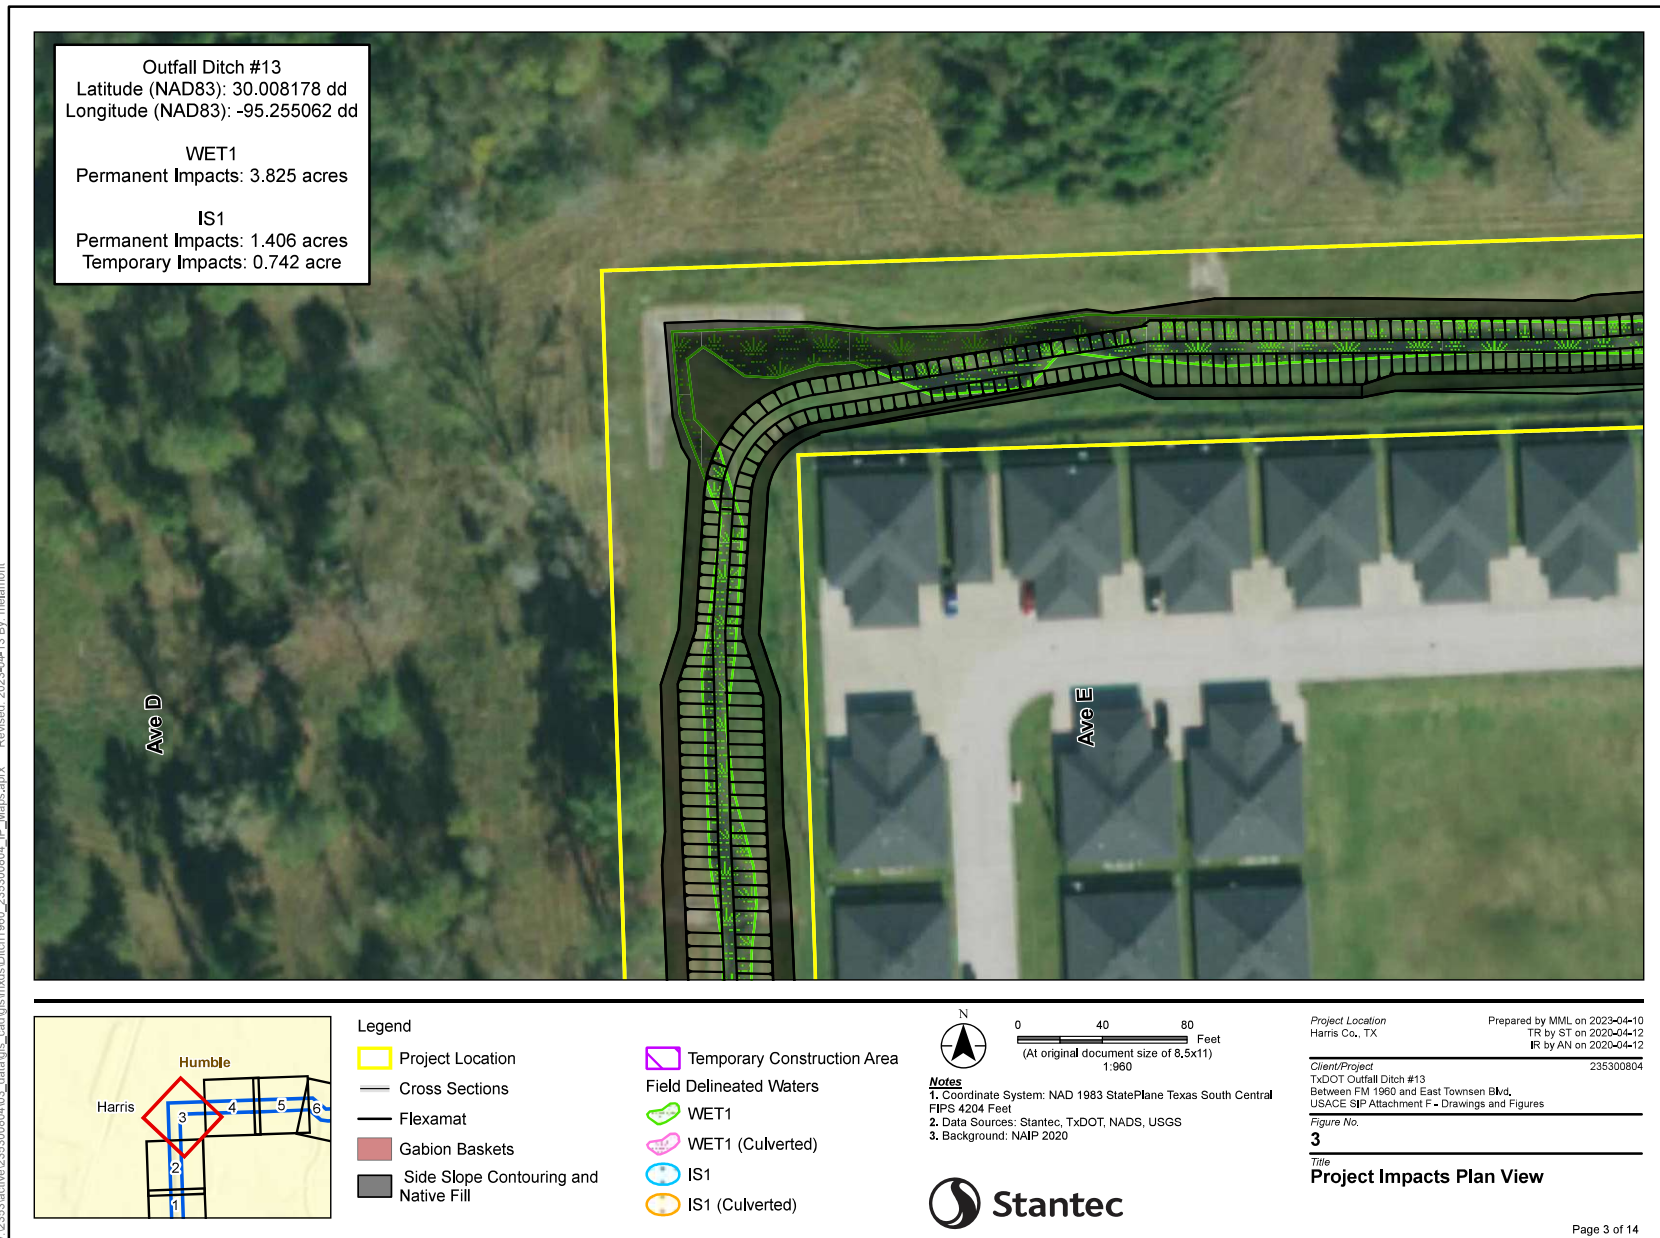 Outfall Ditch #13
Latitude (NAD83): 30.008178 dd
Longitude (NAD83): -95.255062 dd
WET1
Permanent Impacts: 3.825 acres
IS1
Permanent Impacts: 1.406 acres
Temporary Impacts: 0.742 acre
Ave D
Ave E
Humble
Harris
1
2
3
4
5
6
Legend
Project Location
Cross Sections
Flexamat
Gabion Baskets
Side Slope Contouring and
Native Fill
Temporary Construction Area
Field Delineated Waters
WET1
WET1 (Culverted)
IS1
IS1 (Culverted)
N
0 40 80
Feet
(At original document size of 8.5x11)
1:960
Notes
1. Coordinate System: NAD 1983 StatePlane Texas South Central
FIPS 4204 Feet
2. Data Sources: Stantec, TxDOT, NADS, USGS
3. Background: NAIP 2020
Stantec
Project Location
Harris Co., TX
Prepared by MML on 2023-04-10
TR by ST on 2020-04-12
IR by AN on 2020-04-12
Client/Project 235300804
TxDOT Outfall Ditch #13
Between FM 1960 and East Townsen Blvd.
USACE SIP Attachment F - Drawings and Figures
Figure No.
3
Title
Project Impacts Plan View
Page 3 of 14